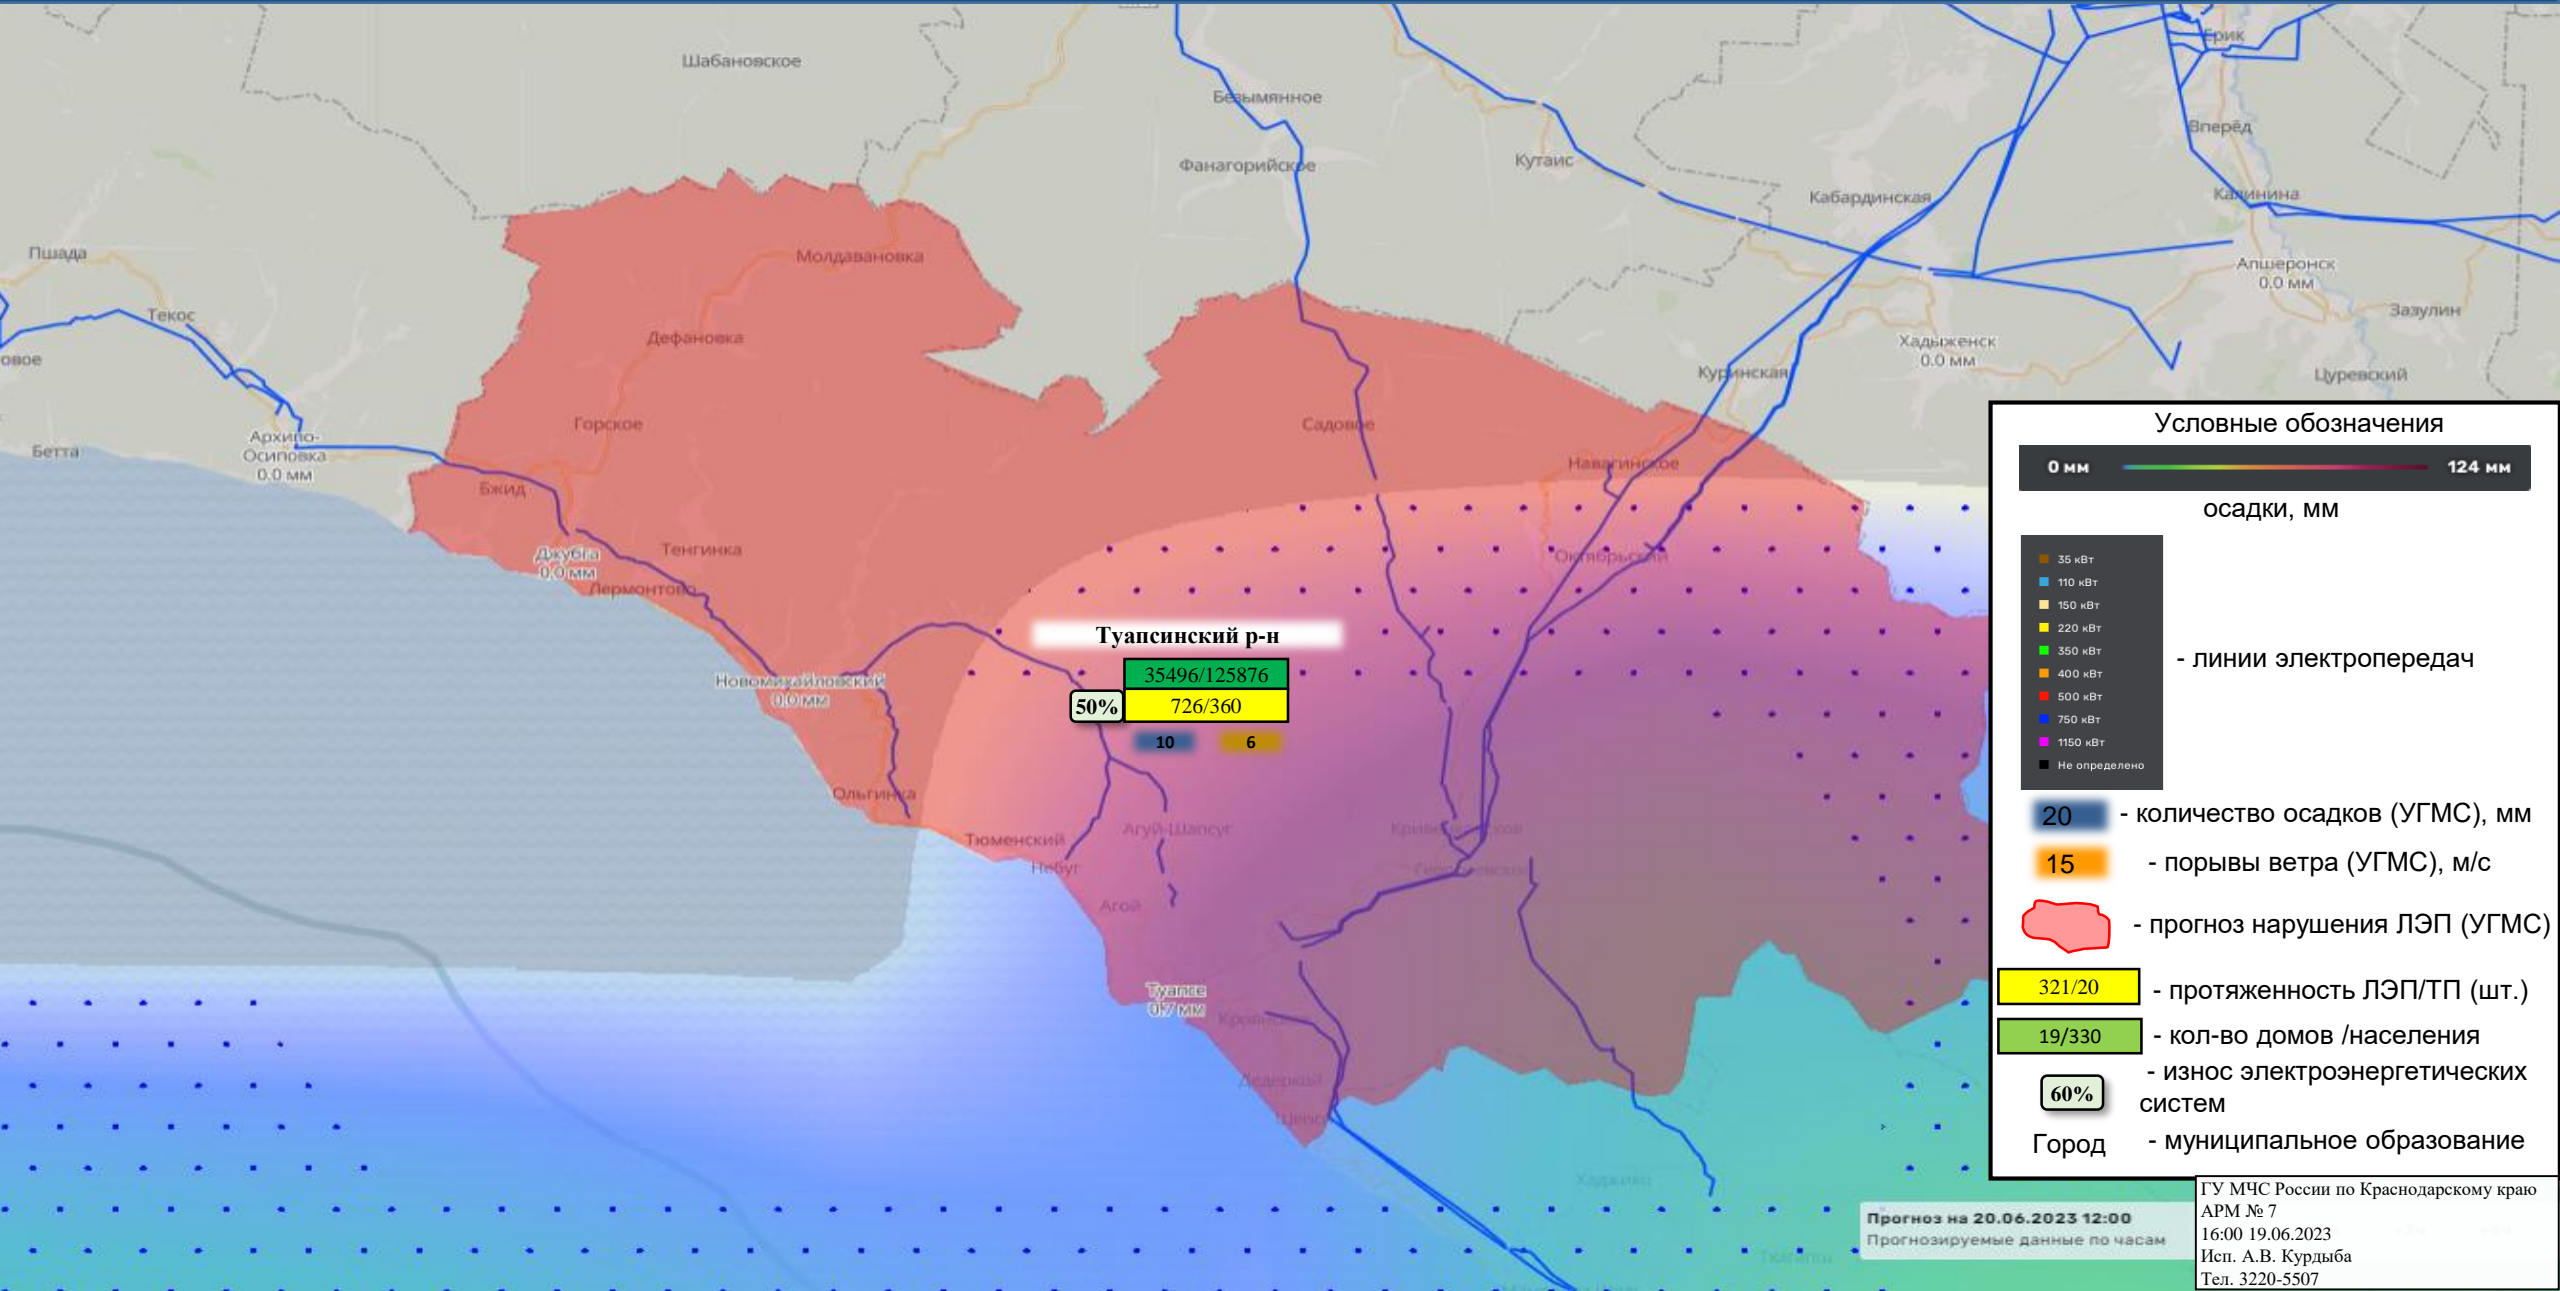 Шабановское
Ерик
Безымянное
Вперёд
Фанагорийское
Кутаис
Кабардинская
Калинина
Пшада
Молдавановка
Апшеронск
0.0 мм
Текос
Зазулин
Дефановка
Хадыженск
0.0 мм
овое
Куринская
Цуревский
Горское
Садовое
Архипо-
Осиповка
0.0 мм
Бетта
Навагинское
Бжид
Тенгинка
Джубга
0.0 мм
Октябрьский
Лермонтово
Туапсинский р-н
35496/125876
50%
726/360
10
6
Новомихайловский
0.0 мм
Ольгинка
Тюменский
Агуй-Шапсуг
Небуг
Агой
Туапсе
0.7 мм
Дедеркой
Шепси
Хаджико
Условные обозначения
0 мм
124 мм
осадки, мм
35 кВт
110 кВт
150 кВт
220 кВт
350 кВт
400 кВт
500 кВт
750 кВт
1150 кВт
Не определено
- линии электропередач
20 - количество осадков (УГМС), мм
15 - порывы ветра (УГМС), м/с
- прогноз нарушения ЛЭП (УГМС)
321/20 - протяженность ЛЭП/ТП (шт.)
19/330 - кол-во домов /населения
60% - износ электроэнергетических
систем
Город - муниципальное образование
Прогноз на 20.06.2023 12:00
Прогнозируемые данные по часам
ГУ МЧС России по Краснодарскому краю
АРМ № 7
16:00 19.06.2023
Исп. А.В. Курдыба
Тел. 3220-5507